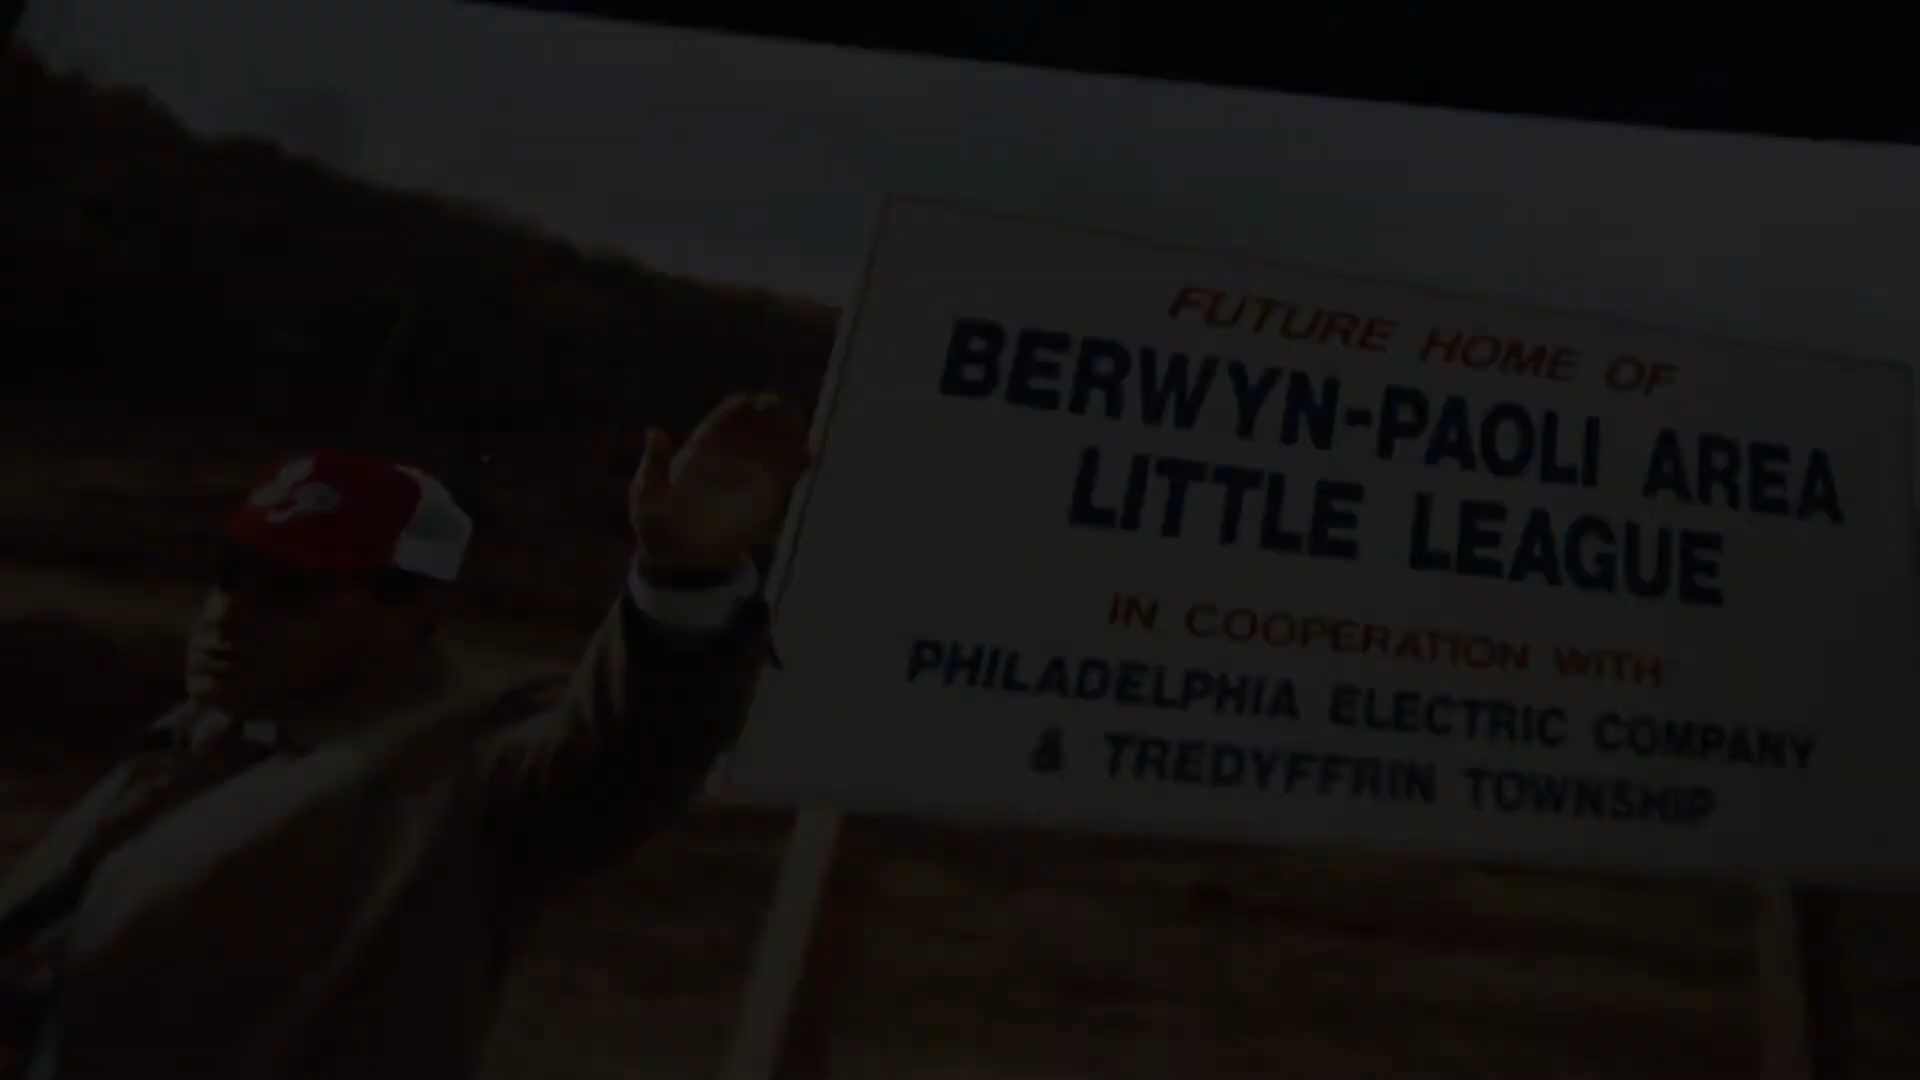 FUTURE HOME OF
BERWYN-PAOLI AREA
LITTLE LEAGUE
IN COOPERATION WITH
PHILADELPHIA ELECTRIC COMPANY
& TREDYFFRIN TOWNSHIP